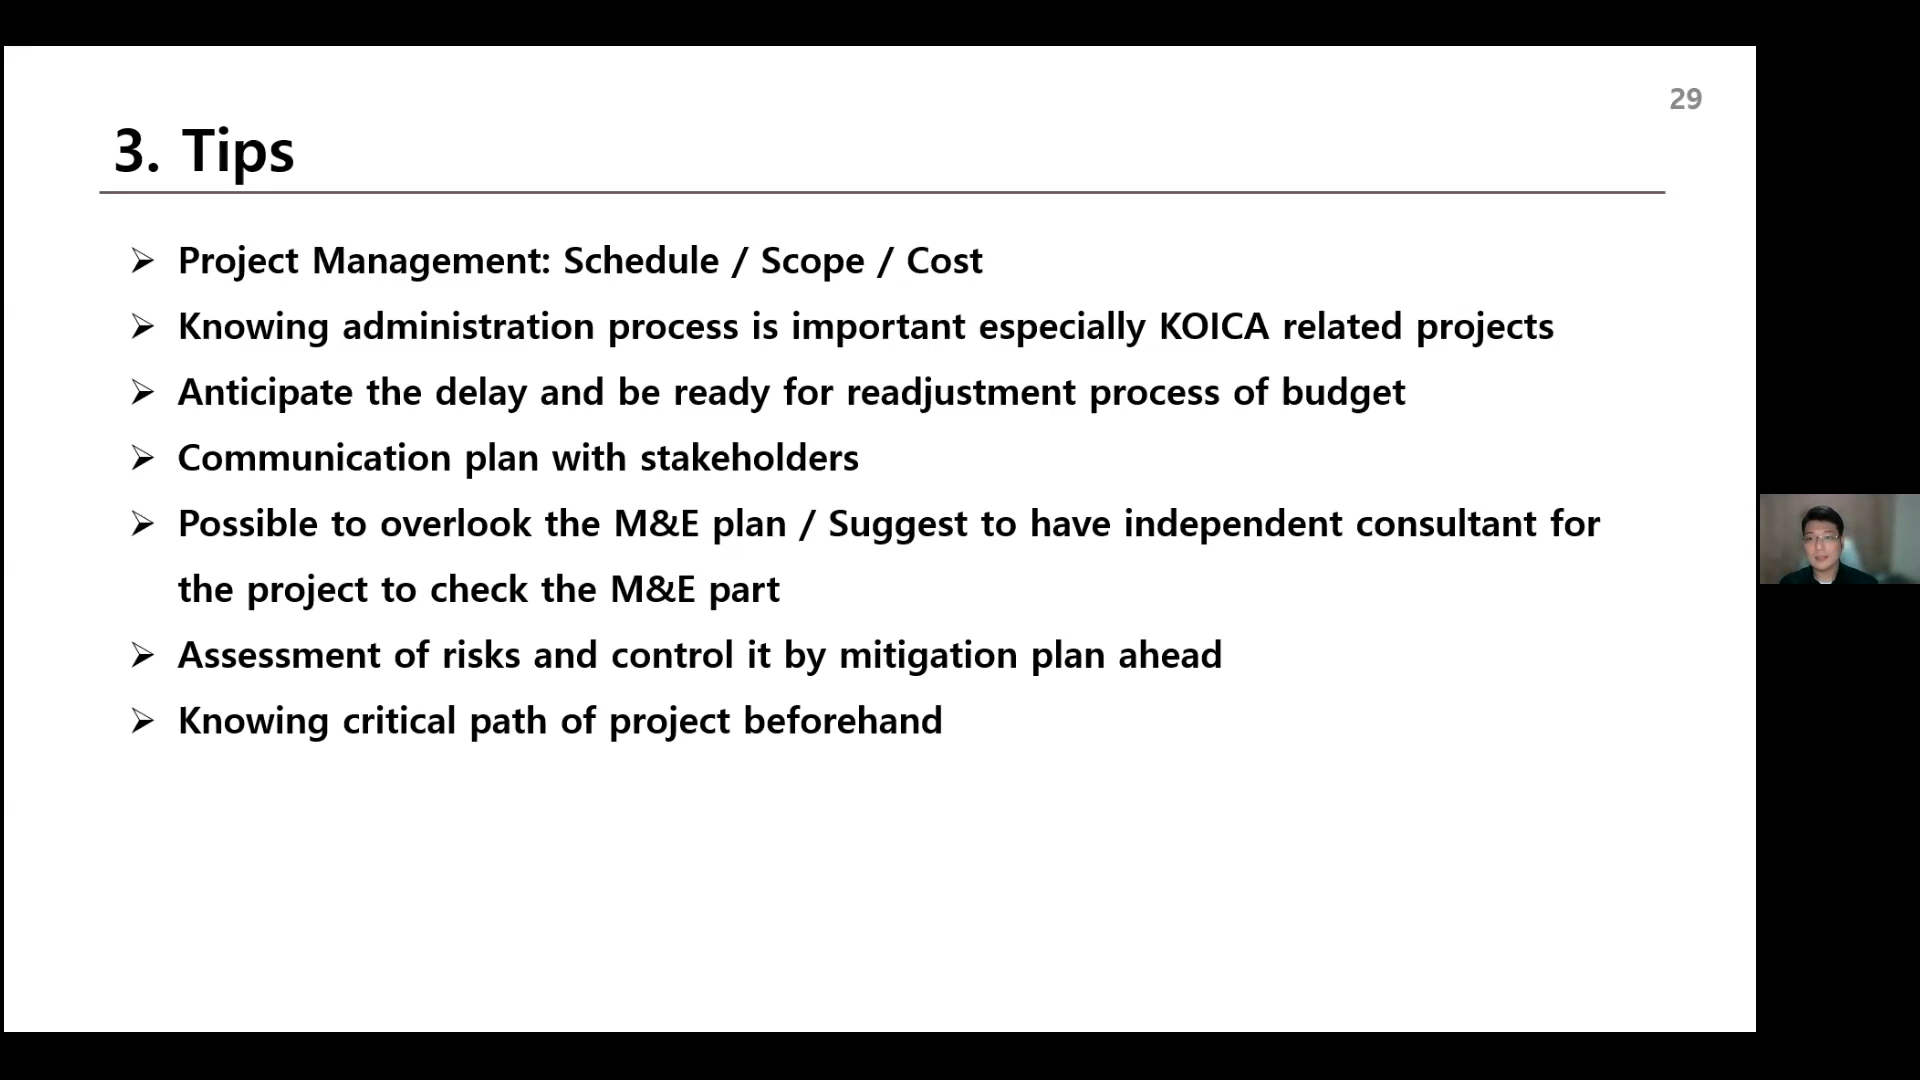 29
3. Tips
➢ Project Management: Schedule / Scope / Cost
➢ Knowing administration process is important especially KOICA related projects
➢ Anticipate the delay and be ready for readjustment process of budget
➢ Communication plan with stakeholders
➢ Possible to overlook the M&E plan / Suggest to have independent consultant for
the project to check the M&E part
➢ Assessment of risks and control it by mitigation plan ahead
➢ Knowing critical path of project beforehand